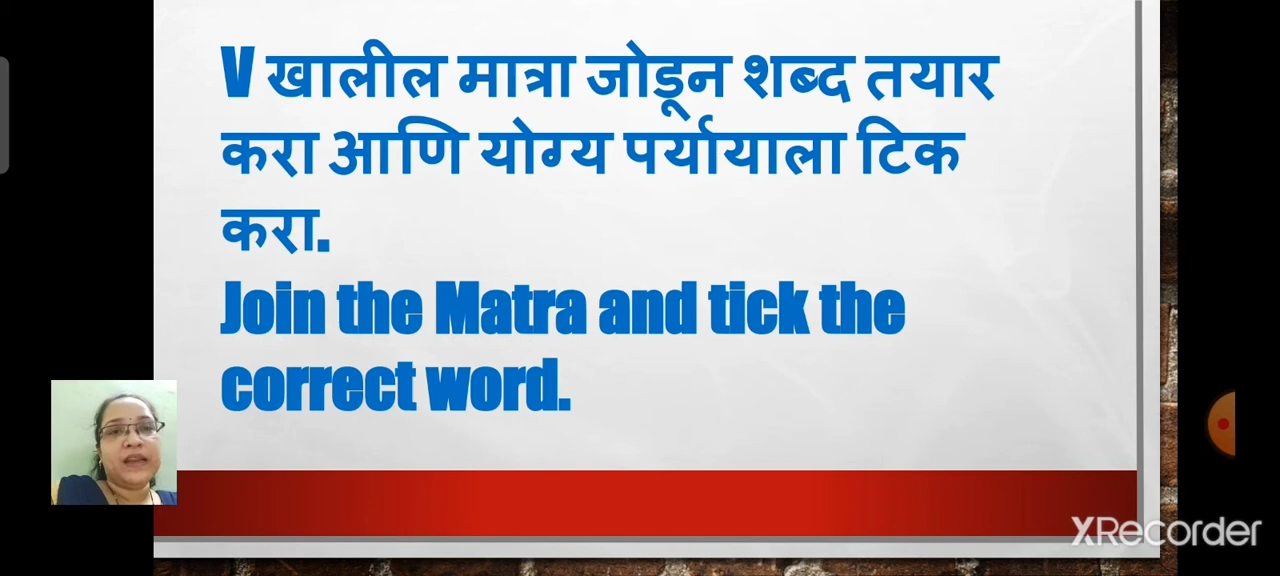 V खालील मात्रा जोडून शब्द तयार
करा आणि योग्य पर्यायाला टिक
करा.
Join the Matra and tick the
correct word.
XRecorder